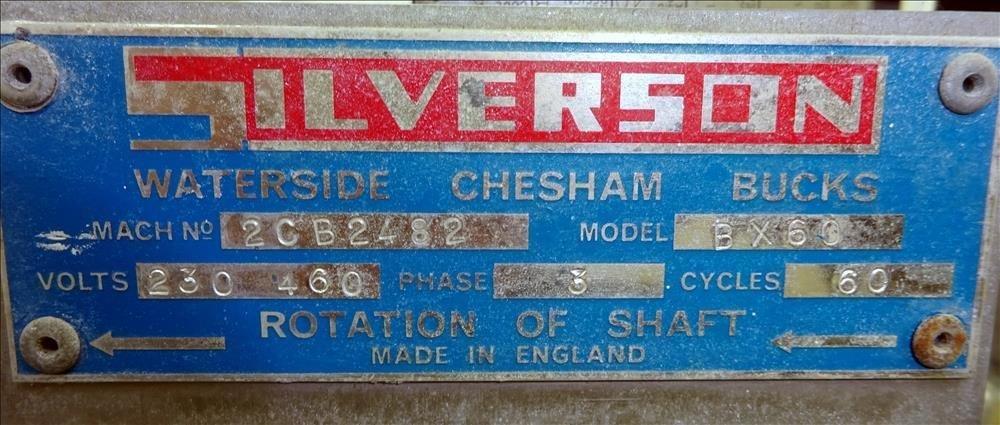 SILVERSON
WATERSIDE CHESHAM BUCKS
MACH Nº 2CB2482 MODEL BX60
VOLTS 230 460 PHASE 3 CYCLES 60
ROTATION OF SHAFT
MADE IN ENGLAND